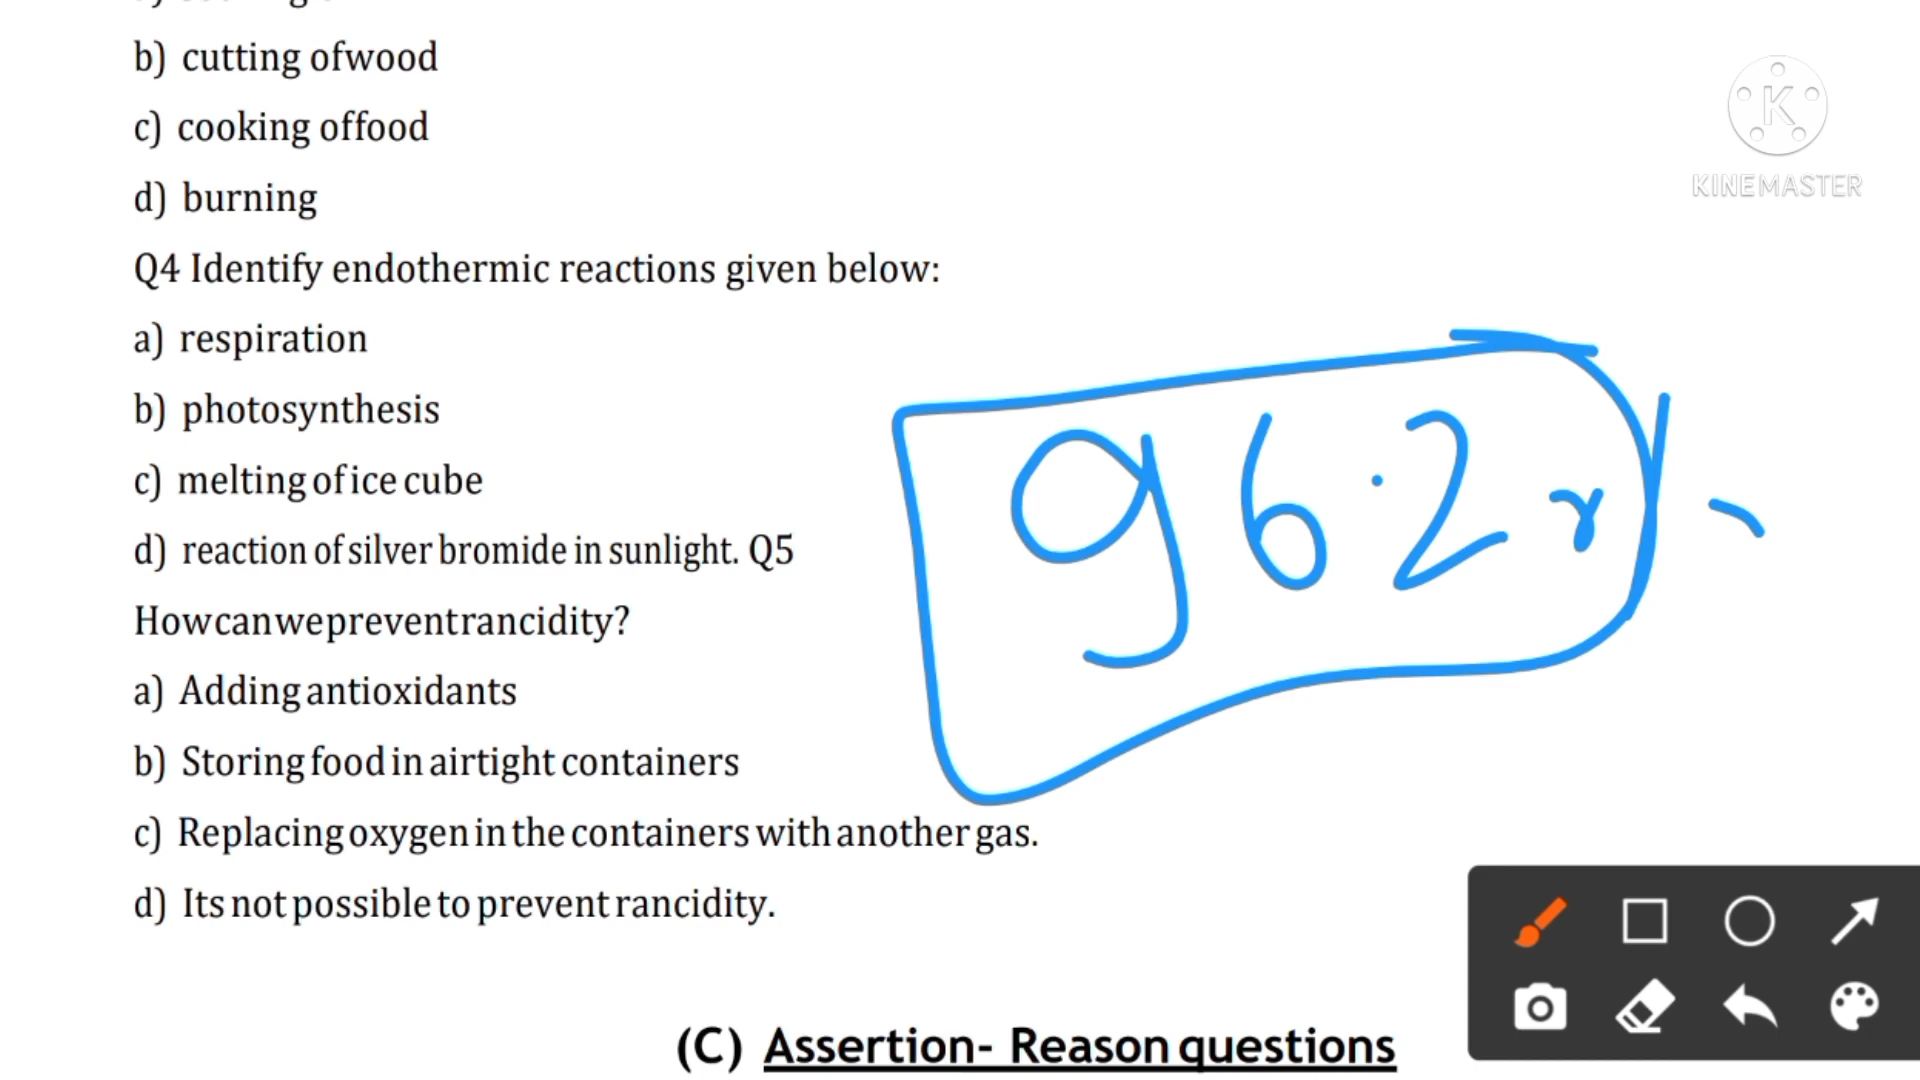 b) cutting ofwood
c) cooking offood
d) burning
KINEMASTER
Q4 Identify endothermic reactions given below:
a) respiration
b) photosynthesis
c) melting of ice cube
d) reaction of silver bromide in sunlight. Q5
Howcanwepreventrancidity?
a) Adding antioxidants
b) Storing food in airtight containers
c) Replacing oxygen in the containers with another gas.
d) Its not possible to prevent rancidity.
(C) Assertion- Reason questions